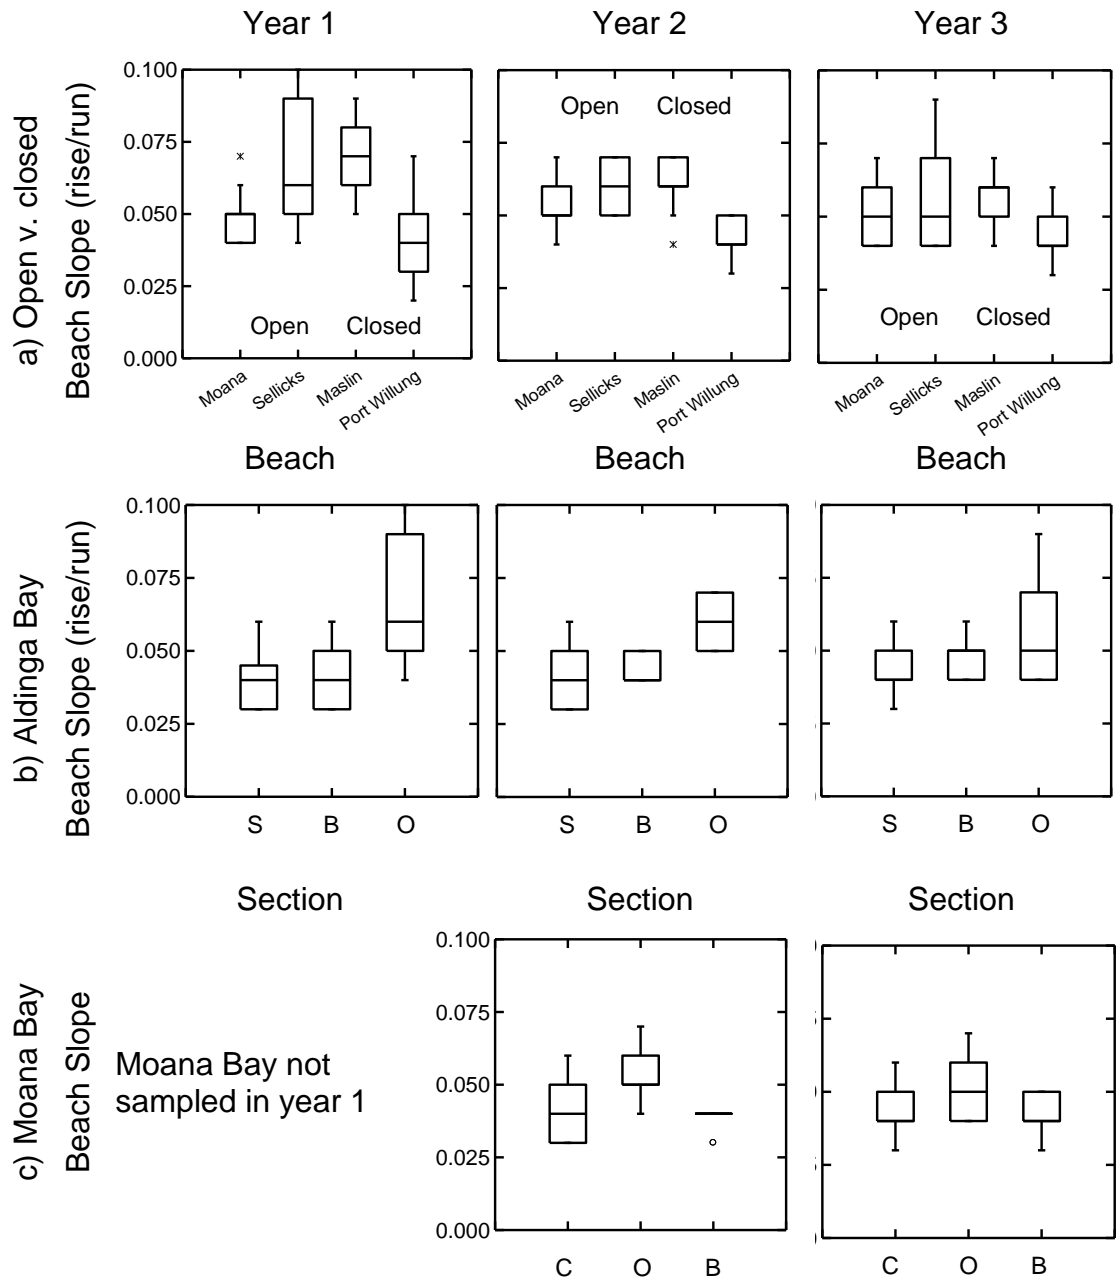 Year 1
Year 2
Year 3
a) Open v. closed
Beach Slope (rise/run)
0.100
0.075
0.050
0.025
0.000
Open
Closed
Moana
Sellicks
Maslin
Port Willung
Beach
Open
Closed
Moana
Sellicks
Maslin
Port Willung
Beach
Open
Closed
Moana
Sellicks
Maslin
Port Willung
Beach
b) Aldinga Bay
Beach Slope (rise/run)
0.100
0.075
0.050
0.025
0.000
S B O
Section
S B O
Section
S B O
Section
c) Moana Bay
Beach Slope
Moana Bay not
sampled in year 1
0.100
0.075
0.050
0.025
0.000
C O B
C O B